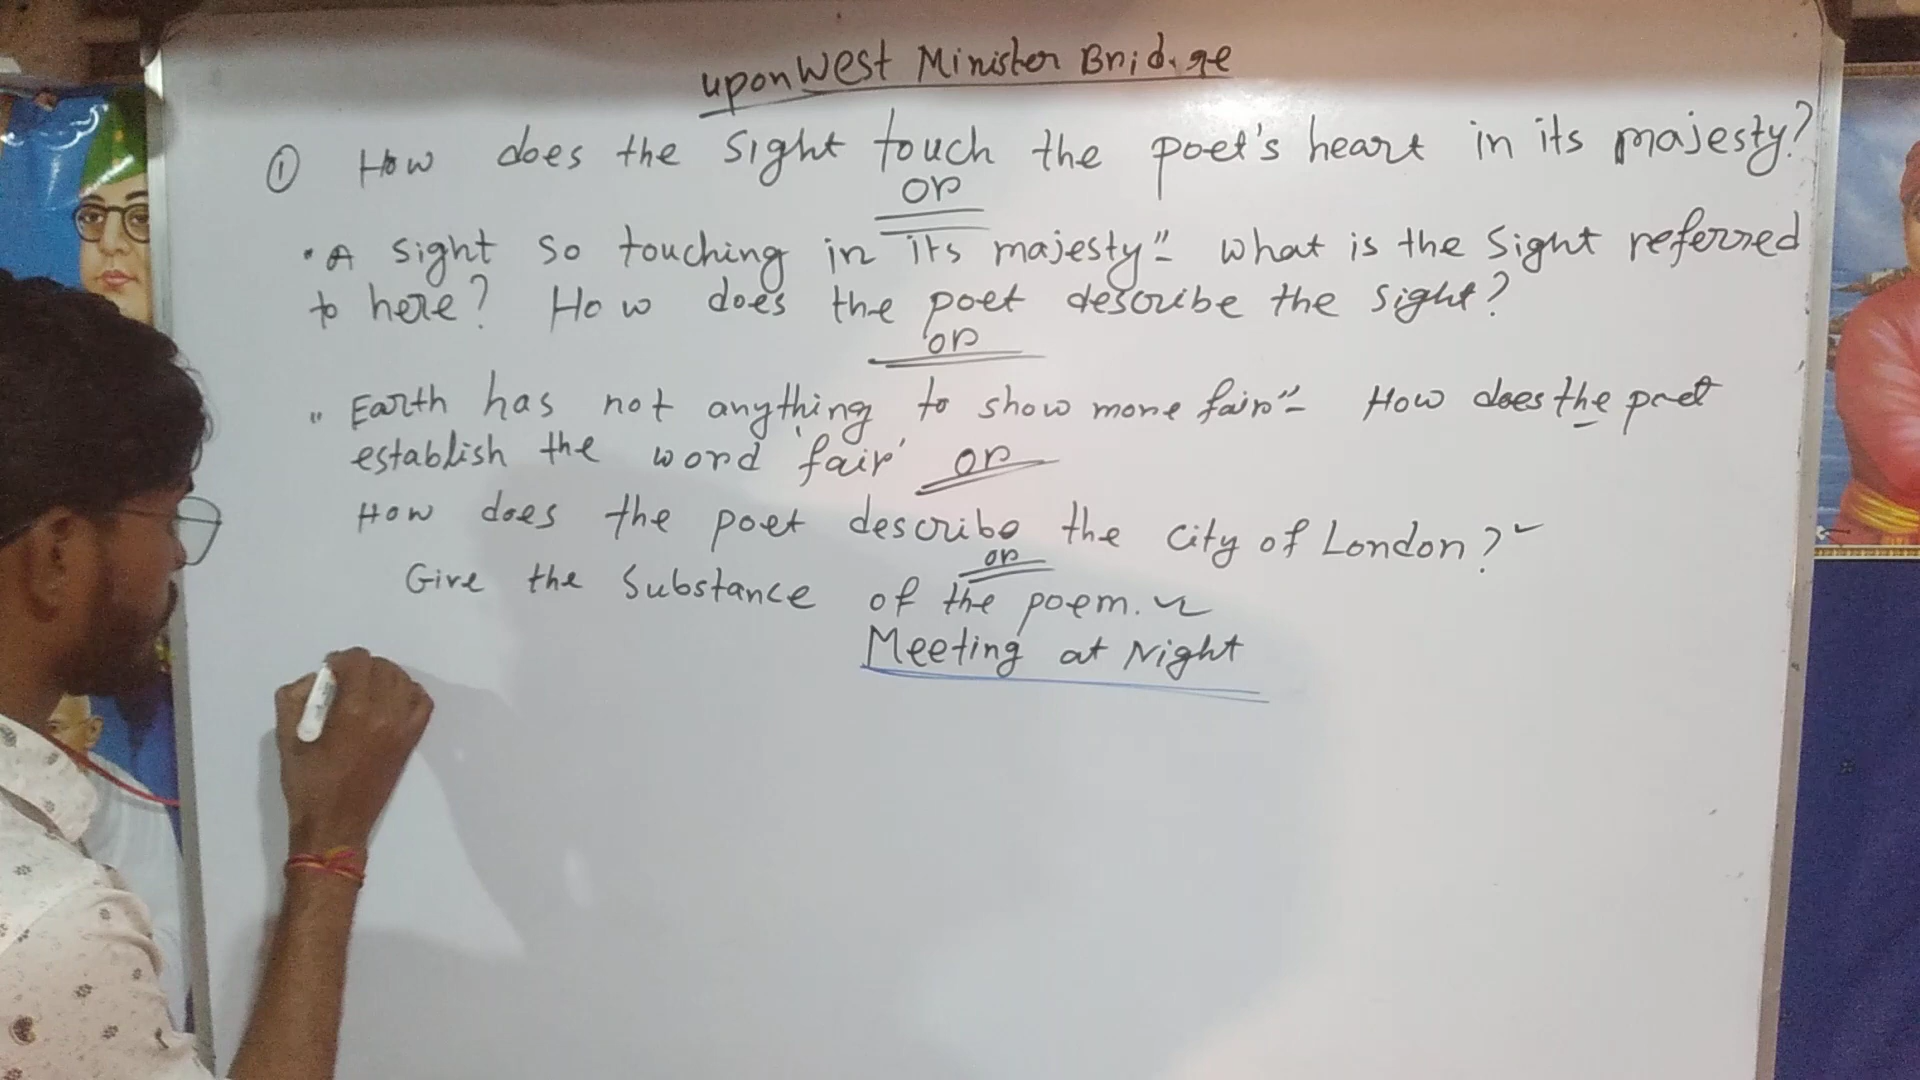 upon West Minister Bridge
① How does the sight touch the poet's heart in its majesty?
or
"A sight so touching in its majesty" - what is the sight referred
to here? How does the poet describe the sight?
or
"Earth has not anything to show more fair" - How does the poet
establish the word 'fair' or
How does the poet describe the city of London?
or
Give the substance of the poem.
Meeting at Night